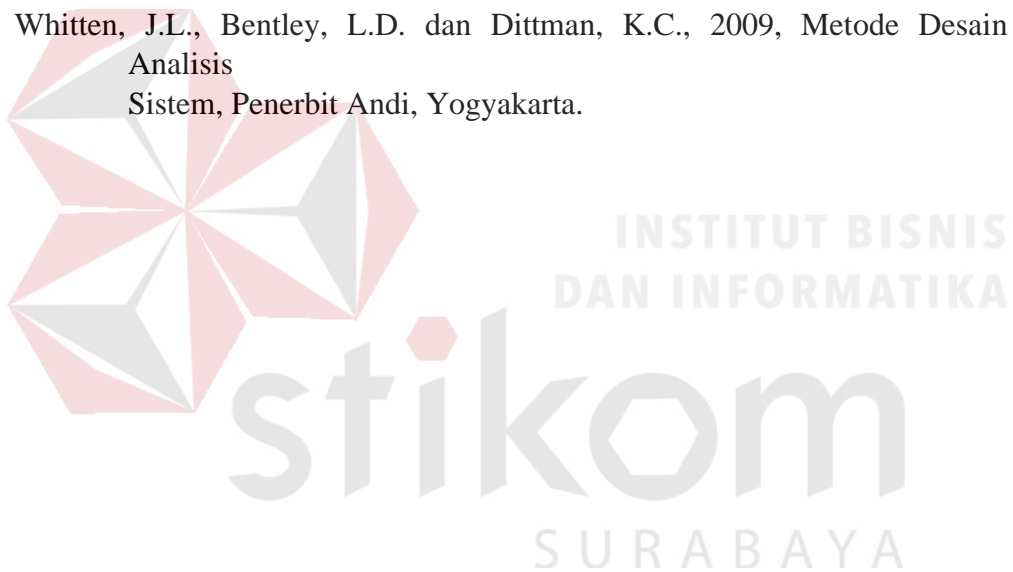 Whitten, J.L., Bentley, L.D. dan Dittman, K.C., 2009, Metode Desain
Analisis
Sistem, Penerbit Andi, Yogyakarta.
INSTITUT BISNIS
DAN INFORMATIKA
stikom
SURABAYA